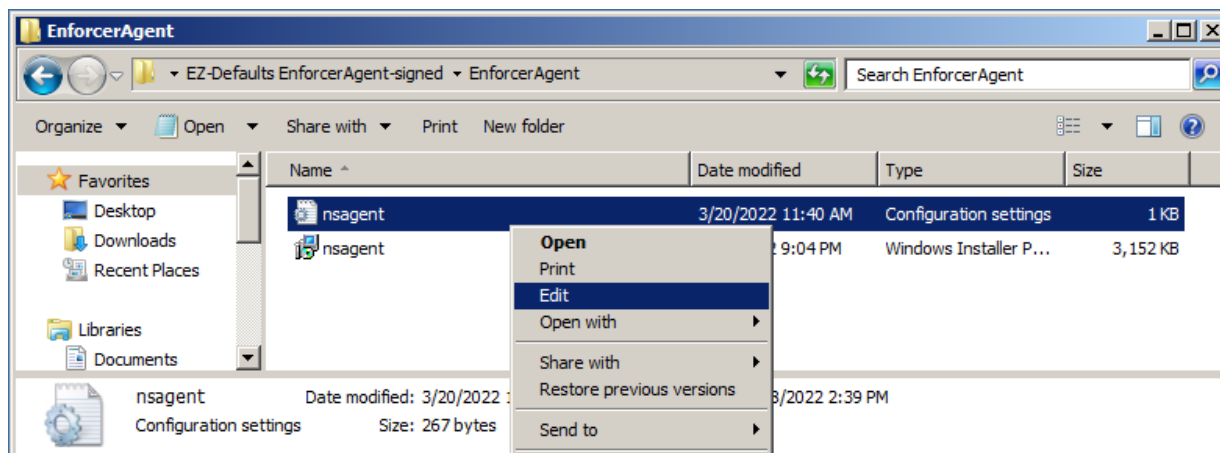 EnforcerAgent
EZ-Defaults EnforcerAgent-signed EnforcerAgent Search EnforcerAgent
Organize Open Share with Print New folder
Favorites
Desktop
Downloads
Recent Places
Libraries
Documents
Name Date modified Type Size
nsagent 3/20/2022 11:40 AM Configuration settings 1 KB
nsagent 9:04 PM Windows Installer P... 3,152 KB
Open
Print
Edit
Open with
Share with
Restore previous versions
Send to
nsagent Date modified: 3/20/2022 /2022 2:39 PM
Configuration settings Size: 267 bytes